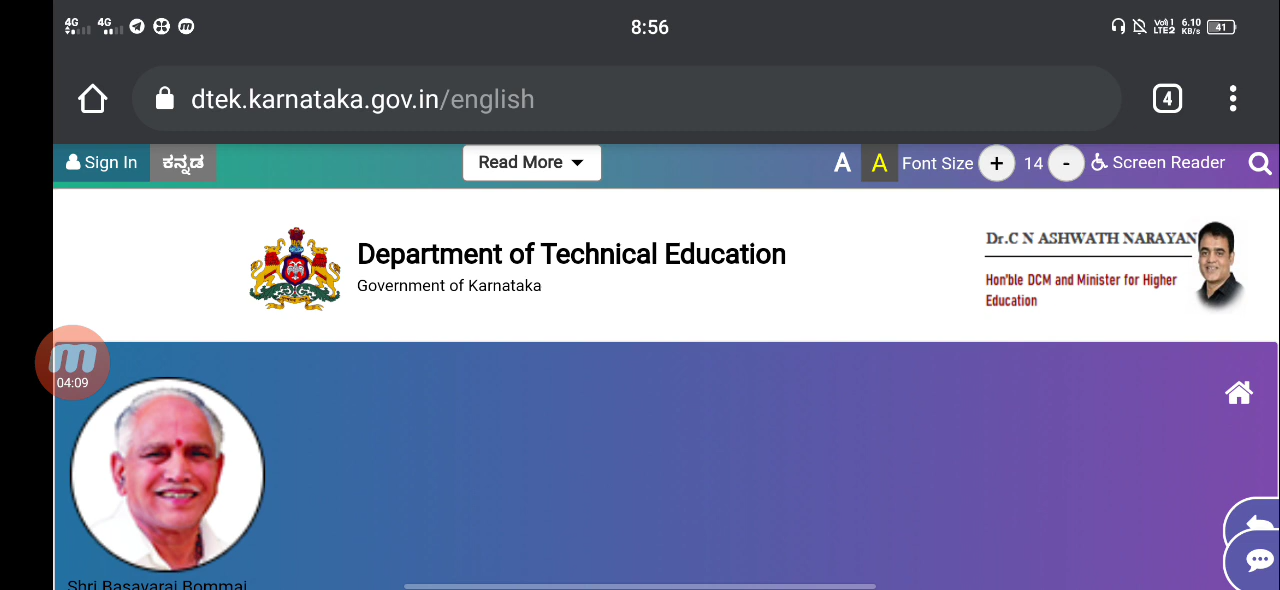 4G 4G 8:56 Vo) 1 LTE2 6.10 KB/s 41
dtek.karnataka.gov.in/english 4
Sign In ಕನ್ನಡ Read More A A Font Size + 14 - Screen Reader
Department of Technical Education
Government of Karnataka
Dr.C N ASHWATH NARAYAN
Hon'ble DCM and Minister for Higher
Education
m
04:09
Shri Basavaraj Bommai